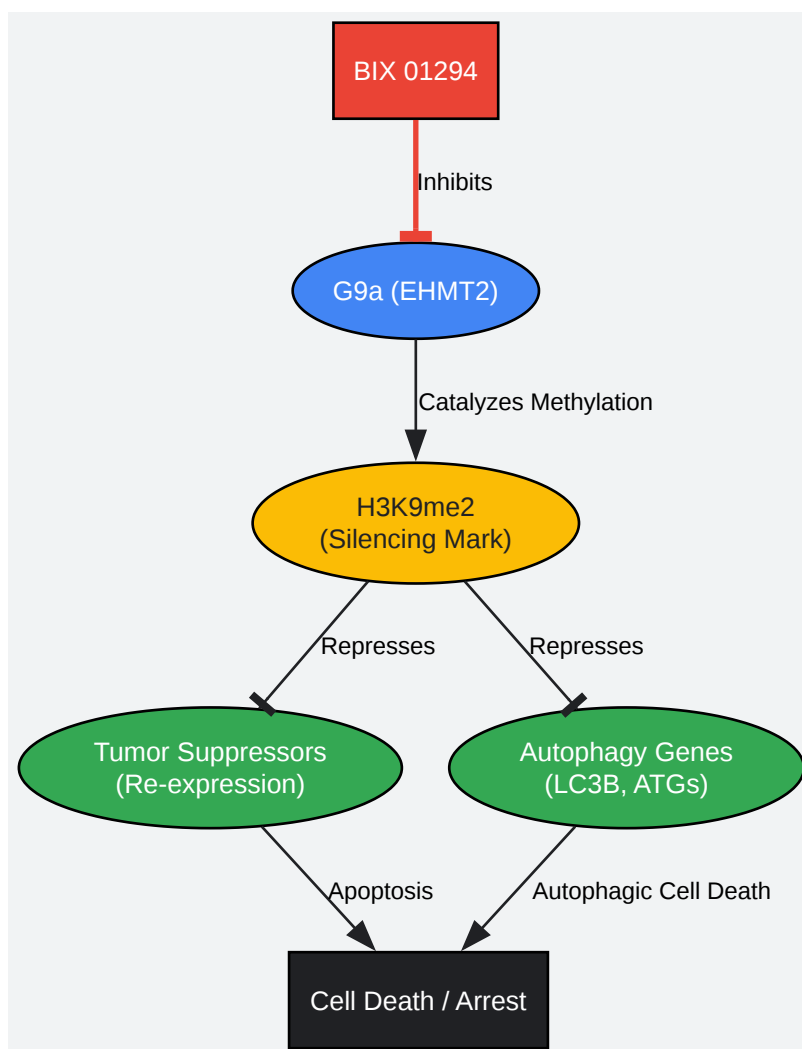 BIX 01294
Inhibits
G9a (EHMT2)
Catalyzes Methylation
H3K9me2
(Silencing Mark)
Represses
Represses
Tumor Suppressors
(Re-expression)
Autophagy Genes
(LC3B, ATGs)
Apoptosis
Autophagic Cell Death
Cell Death / Arrest